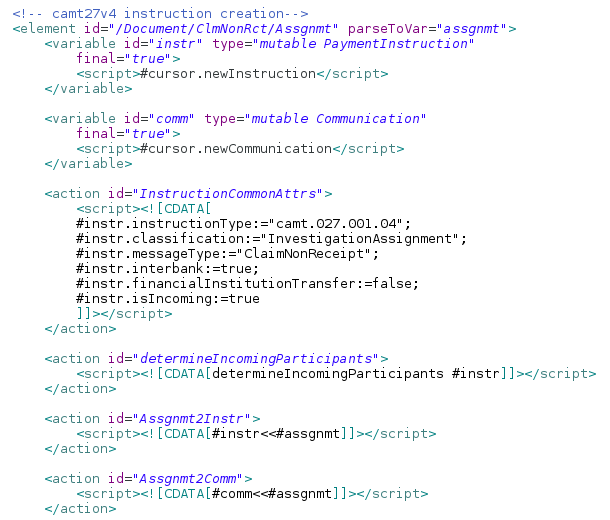 <!-- camt27v4 instruction creation-->
<element id="/Document/ClmNonRct/Assgnmt" parseToVar="assgnmt">
    <variable id="instr" type="mutable PaymentInstruction"
        final="true">
        <script>#cursor.newInstruction</script>
    </variable>

    <variable id="comm" type="mutable Communication"
        final="true">
        <script>#cursor.newCommunication</script>
    </variable>

    <action id="InstructionCommonAttrs">
        <script><![CDATA[
        #instr.instructionType:="camt.027.001.04";
        #instr.classification:="InvestigationAssignment";
        #instr.messageType:="ClaimNonReceipt";
        #instr.interbank:=true;
        #instr.financialInstitutionTransfer:=false;
        #instr.isIncoming:=true
        ]]></script>
    </action>

    <action id="determineIncomingParticipants">
        <script><![CDATA[determineIncomingParticipants #instr]]></script>
    </action>

    <action id="Assgnmt2Instr">
        <script><![CDATA[#instr<<#assgnmt]]></script>
    </action>

    <action id="Assgnmt2Comm">
        <script><![CDATA[#comm<<#assgnmt]]></script>
    </action>